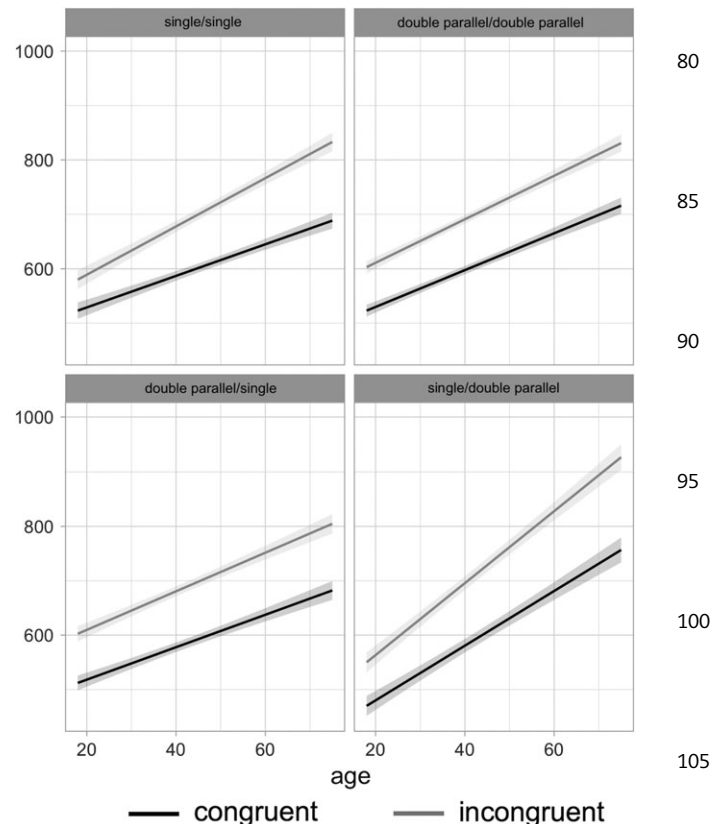 single/single double parallel/double parallel
1000
80
800
85
600
90
double parallel/single single/double parallel
1000
95
800
100
600
20 40 60 20 40 60
105
age
congruent incongruent